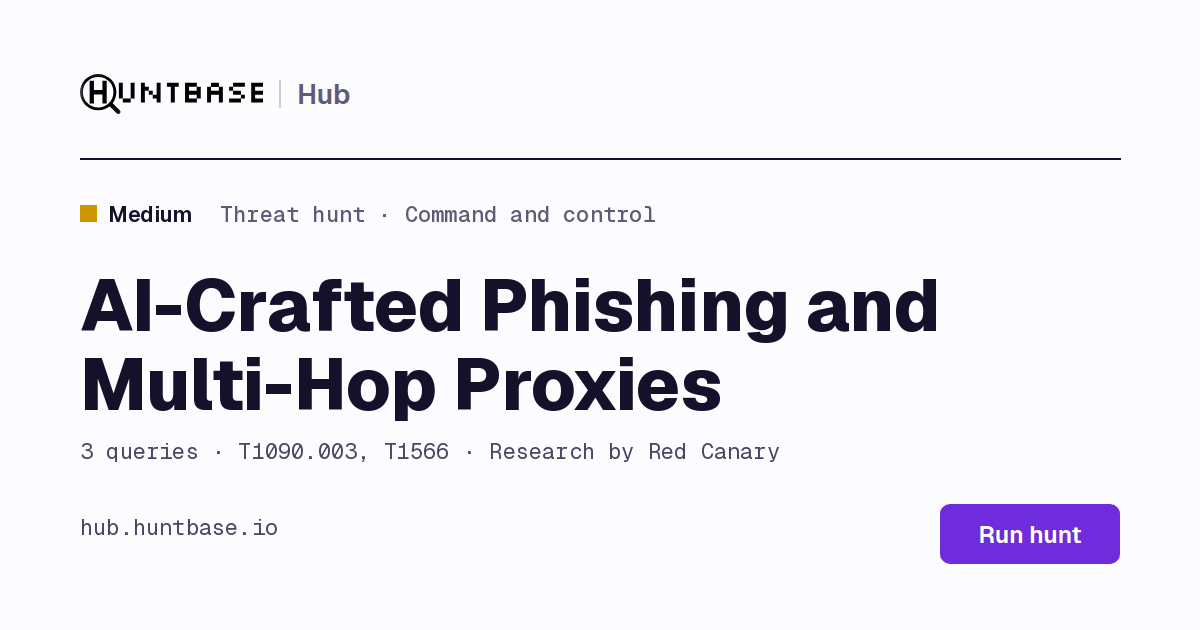 HUNTBASE | Hub
Medium Threat hunt · Command and control
AI-Crafted Phishing and
Multi-Hop Proxies
3 queries · T1090.003, T1566 · Research by Red Canary
hub.huntbase.io
Run hunt